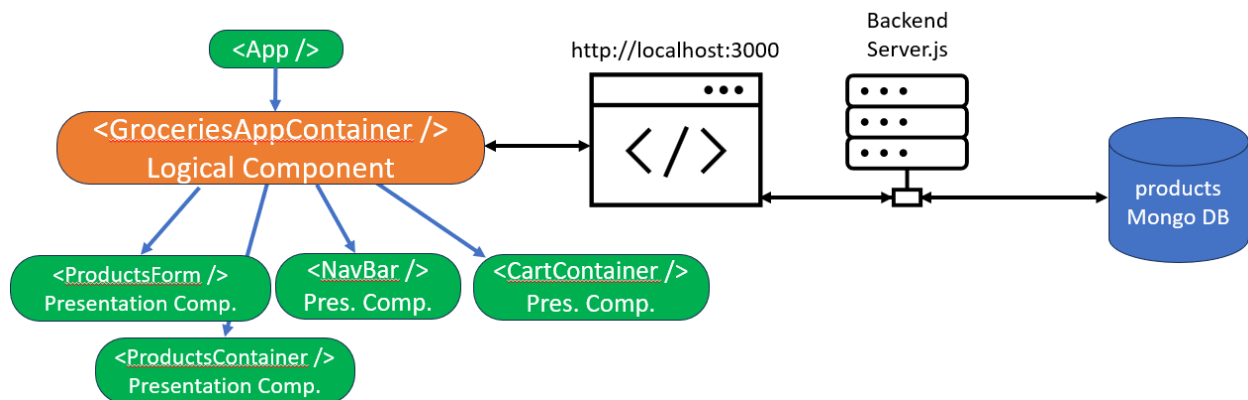 <App />
<GroceriesAppContainer />
Logical Component
<ProductsForm />
Presentation Comp.
<NavBar />
Pres. Comp.
<CartContainer />
Pres. Comp.
<ProductsContainer />
Presentation Comp.
http://localhost:3000
</>
Backend
Server.js
products
Mongo DB